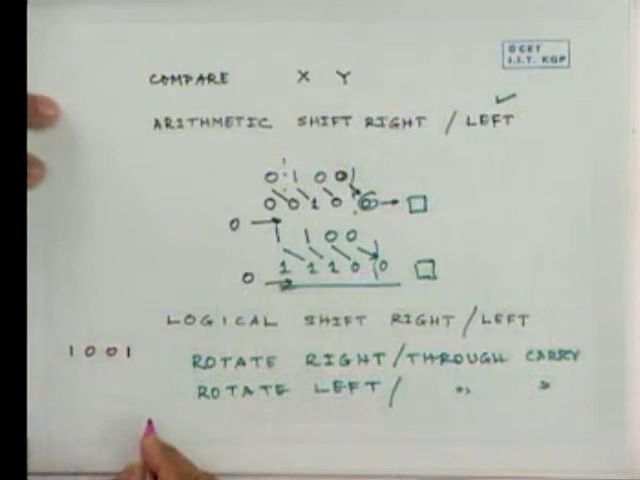 © CET
I.I.T. KGP
COMPARE X Y
ARITHMETIC SHIFT RIGHT / LEFT
0 1 0 0
0 0 1 0 0
0
1 1 0 0
1 1 1 0 0
0
LOGICAL SHIFT RIGHT / LEFT
1 0 0 1
ROTATE RIGHT / THROUGH CARRY
ROTATE LEFT / " "